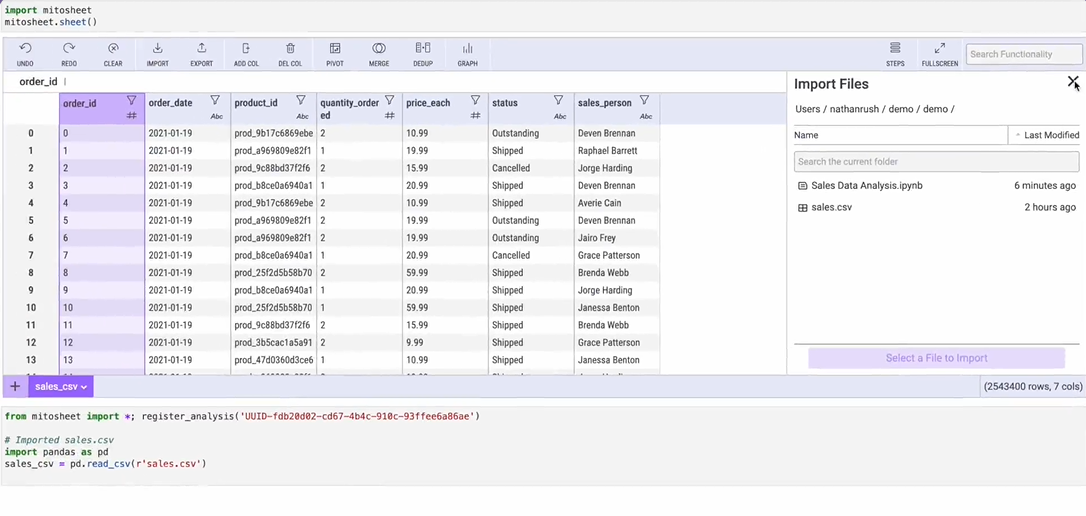 import mitosheet
mitosheet.sheet()
UNDO REDO CLEAR IMPORT EXPORT ADD COL DEL COL PIVOT MERGE DEDUP GRAPH STEPS FULLSCREEN Search Functionality
order_id
order_id order_date product_id quantity_ordered price_each status sales_person
# Abc Abc # # Abc Abc
0 0 2021-01-19 prod_9b17c6869ebe 2 10.99 Outstanding Deven Brennan
1 1 2021-01-19 prod_a969809e82f1 1 19.99 Shipped Raphael Barrett
2 2 2021-01-19 prod_9c88bd37f2f6 2 15.99 Cancelled Jorge Harding
3 3 2021-01-19 prod_b8ce0a6940a1 1 20.99 Shipped Deven Brennan
4 4 2021-01-19 prod_9b17c6869ebe 2 10.99 Shipped Averie Cain
5 5 2021-01-19 prod_a969809e82f1 2 19.99 Outstanding Deven Brennan
6 6 2021-01-19 prod_a969809e82f1 2 19.99 Outstanding Jairo Frey
7 7 2021-01-19 prod_b8ce0a6940a1 1 20.99 Cancelled Grace Patterson
8 8 2021-01-19 prod_25f2d5b58b70 2 59.99 Shipped Brenda Webb
9 9 2021-01-19 prod_b8ce0a6940a1 1 20.99 Shipped Jorge Harding
10 10 2021-01-19 prod_25f2d5b58b70 1 59.99 Shipped Janessa Benton
11 11 2021-01-19 prod_9c88bd37f2f6 2 15.99 Shipped Brenda Webb
12 12 2021-01-19 prod_3b5cac1a5a91 2 9.99 Shipped Grace Patterson
13 13 2021-01-19 prod_47d0360d3ce6 1 10.99 Shipped Janessa Benton
Import Files
Users / nathanrush / demo / demo /
Name Last Modified
Search the current folder
Sales Data Analysis.ipynb 6 minutes ago
sales.csv 2 hours ago
Select a File to Import
+ sales_csv (2543400 rows, 7 cols)
from mitosheet import *; register_analysis('UUID-fdb20d02-cd67-4b4c-910c-93ffee6a86ae')
# Imported sales.csv
import pandas as pd
sales_csv = pd.read_csv(r'sales.csv')